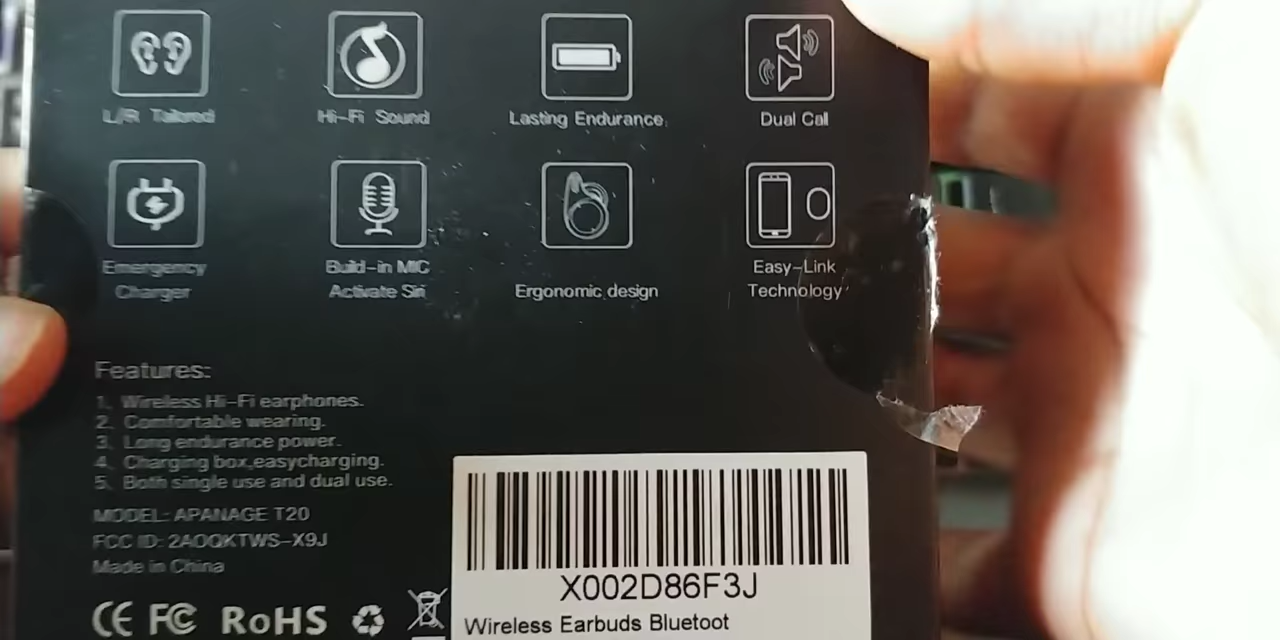 L/R Tailored
Hi-Fi Sound
Lasting Endurance
Dual Call
Emergency
Charger
Build-in MIC
Activate Siri
Ergonomic design
Easy-Link
Technology
Features:
1. Wireless Hi-Fi earphones.
2. Comfortable wearing.
3. Long endurance power.
4. Charging box,easycharging.
5. Both single use and dual use.
MODEL: APANAGE T20
FCC ID: 2AOQKTWS-X9J
Made in China
CE FC RoHS
X002D86F3J
Wireless Earbuds Bluetoot